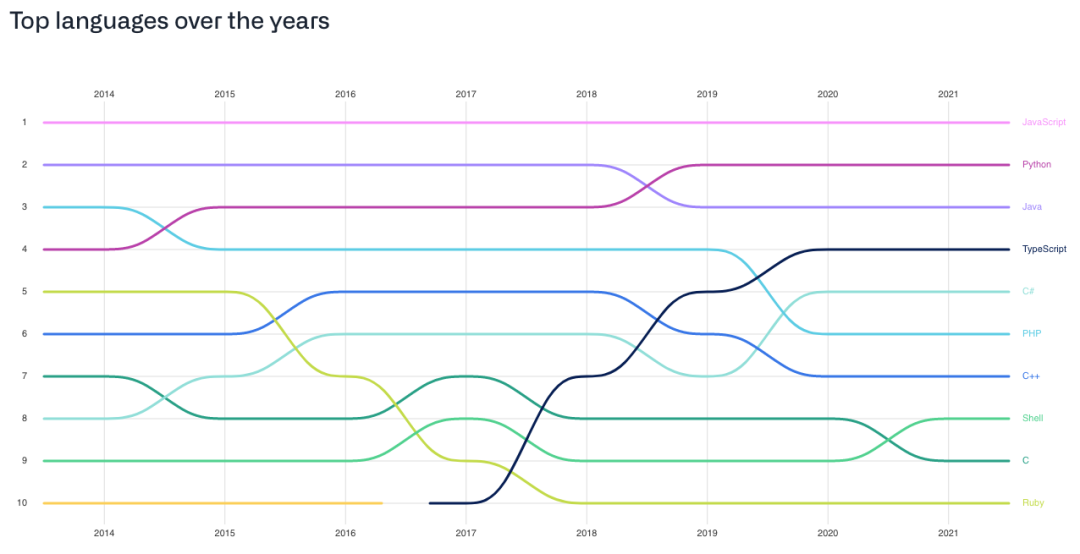 Top languages over the years
2014 2015 2016 2017 2018 2019 2020 2021
1 JavaScript
2 Python
3 Java
4 TypeScript
5 C#
6 PHP
7 C++
8 Shell
9 C
10 Ruby
2014 2015 2016 2017 2018 2019 2020 2021